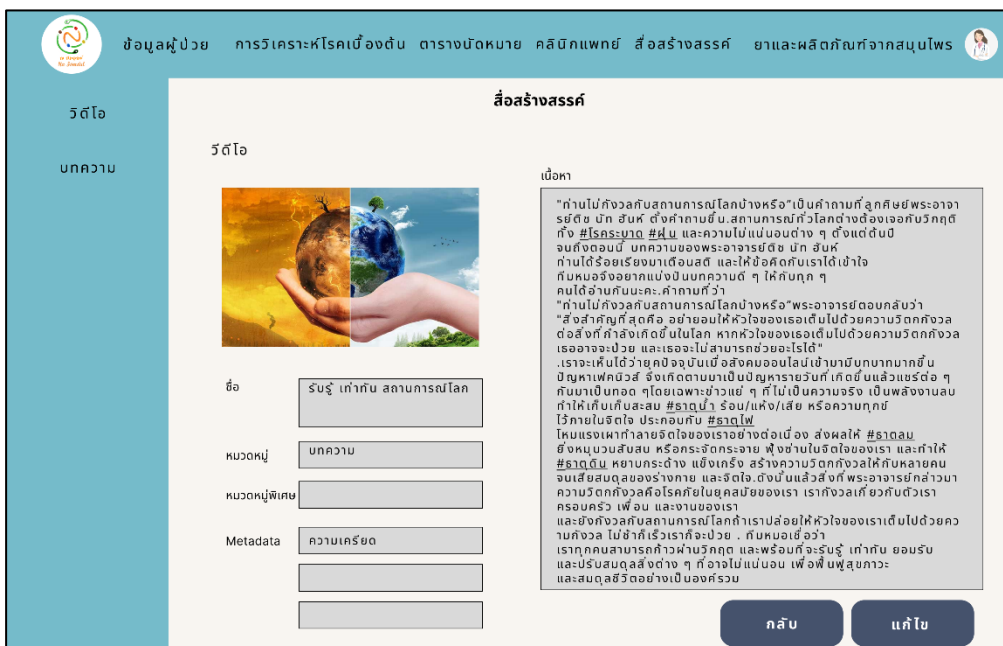 ข้อมูลผู้ป่วย การวิเคราะห์โรคเบื้องต้น ตารางนัดหมาย คลินิกแพทย์ สื่อสร้างสรรค์ ยาและผลิตภัณฑ์จากสมุนไพร
วิดีโอ
บทความ
สื่อสร้างสรรค์
วีดีโอ
ชื่อ
รับรู้ เท่าทัน สถานการณ์โลก
หมวดหมู่
บทความ
หมวดหมู่พิเศษ
Metadata
ความเครียด
เนื้อหา
"ท่านไม่กังวลกับสถานการณ์โลกบ้างหรือ"เป็นคำถามที่ลูกศิษย์พระอาจา
รย์ติช นัท ฮันห์ ตั้งคำถามขึ้น.สถานการณ์ทั่วโลกต่างต้องเจอกับวิกฤติ
ทั้ง #โรคระบาด #ฝุ่น และความไม่แน่นอนต่าง ๆ ตั้งแต่ต้นปี
จนถึงตอนนี้ บทความของพระอาจารย์ติช นัท ฮันห์
ท่านได้ร้อยเรียงมาเตือนสติ และให้ข้อคิดกับเราได้เข้าใจ
ทีมหมอจึงอยากแบ่งปันบทความดี ๆ ให้กับทุก ๆ
คนได้อ่านกันนะคะ.คำถามที่ว่า
"ท่านไม่กังวลกับสถานการณ์โลกบ้างหรือ"พระอาจารย์ตอบกลับว่า
"สิ่งสำคัญที่สุดคือ อย่ายอมให้หัวใจของเธอเต็มไปด้วยความวิตกกังวล
ต่อสิ่งที่กำลังเกิดขึ้นในโลก หากหัวใจของเธอเต็มไปด้วยความวิตกกังวล
เธออาจจะป่วย และเธอจะไม่สามารถช่วยอะไรได้"
.เราจะเห็นได้ว่ายุคปัจจุบันเมื่อสังคมออนไลน์เข้ามามีบทบาทมากขึ้น
ปัญหาเฟคนิวส์ จึงเกิดตามมาเป็นปัญหารายวันที่เกิดขึ้นแล้วแชร์ต่อ ๆ
กันมาเป็นทอด ๆโดยเฉพาะข่าวแย่ ๆ ที่ไม่เป็นความจริง เป็นพลังงานลบ
ทำให้เก็บเก็บสะสม #ธาตุน้ำ ร้อน/แห้ง/เสีย หรือความทุกข์
ไว้ภายในจิตใจ ประกอบกับ #ธาตุไฟ
โหมแรงเผาทำลายจิตใจของเราอย่างต่อเนื่อง ส่งผลให้ #ธาตลม
ยิ่งหมุนวนสับสน หรือกระจัดกระจาย ฟุ้งซ่านในจิตใจของเรา และทำให้
#ธาตุดิน หยาบกระด้าง แข็งเกร็ง สร้างความวิตกกังวลให้กับหลายคน
จนเสียสมดุลของร่างกาย และจิตใจ.ดังนั้นแล้วสิ่งที่พระอาจารย์กล่าวมา
ความวิตกกังวลคือโรคภัยในยุคสมัยของเรา เรากังวลเกี่ยวกับตัวเรา
ครอบครัว เพื่อน และงานของเรา
และยังกังวลกับสถานการณ์โลกถ้าเราปล่อยให้หัวใจของเราเต็มไปด้วยคว
ามกังวล ไม่ช้าก็เร็วเราก็จะป่วย . ทีมหมอเชื่อว่า
เราทุกคนสามารถก้าวผ่านวิกฤต และพร้อมที่จะรับรู้ เท่าทัน ยอมรับ
และปรับสมดุลสิ่งต่าง ๆ ที่อาจไม่แน่นอน เพื่อฟื้นฟูสุขภาวะ
และสมดุลชีวิตอย่างเป็นองค์รวม
กลับ
แก้ไข